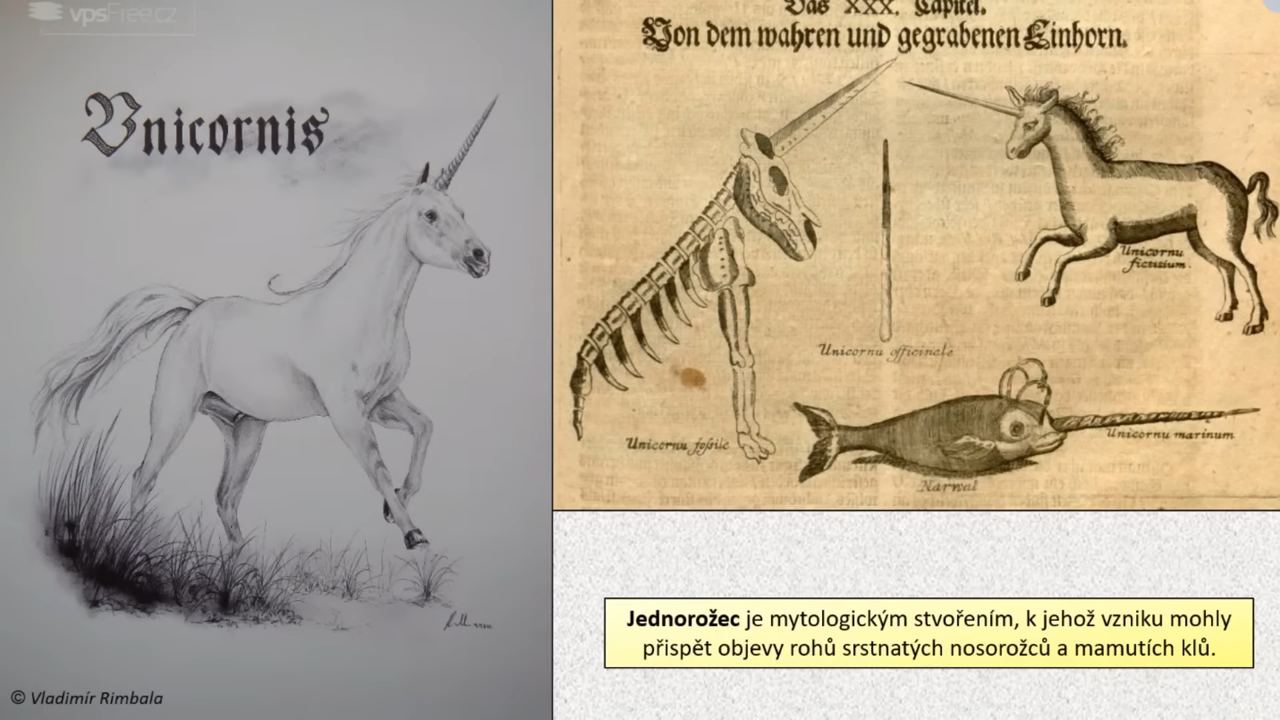 vpsFree.cz
Vnicornis
© Vladimír Rimbala
Das XXX. Capitel.
Von dem wahren und gegrabenen Einhorn.
Unicornu fictitium.
Unicornu officinale
Unicornu fossile
Unicornu marinum
Narwal
Jednorožec je mytologickým stvořením, k jehož vzniku mohly
přispět objevy rohů srstnatých nosorožců a mamutích klů.